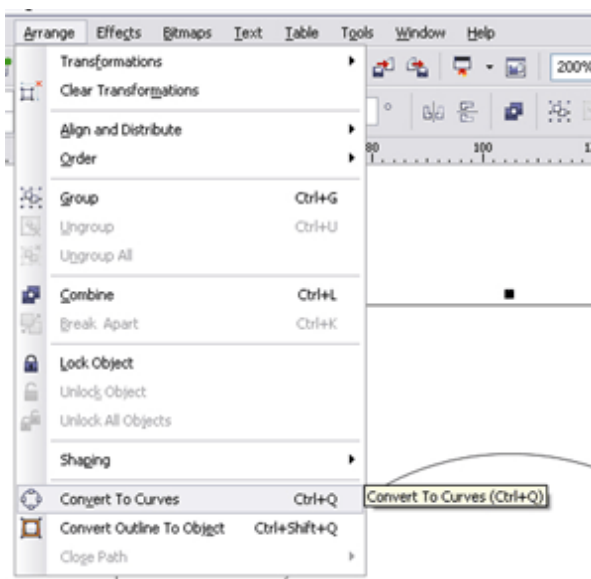 Arrange Effects Bitmaps Text Table Tools Window Help
Transformations
200%
Clear Transformations
Align and Distribute
Order
80 100
Group Ctrl+G
Ungroup Ctrl+U
Ungroup All
Combine Ctrl+L
Break Apart Ctrl+K
Lock Object
Unlock Object
Unlock All Objects
Shaping
Convert To Curves Ctrl+Q
Convert To Curves (Ctrl+Q)
Convert Outline To Object Ctrl+Shift+Q
Close Path